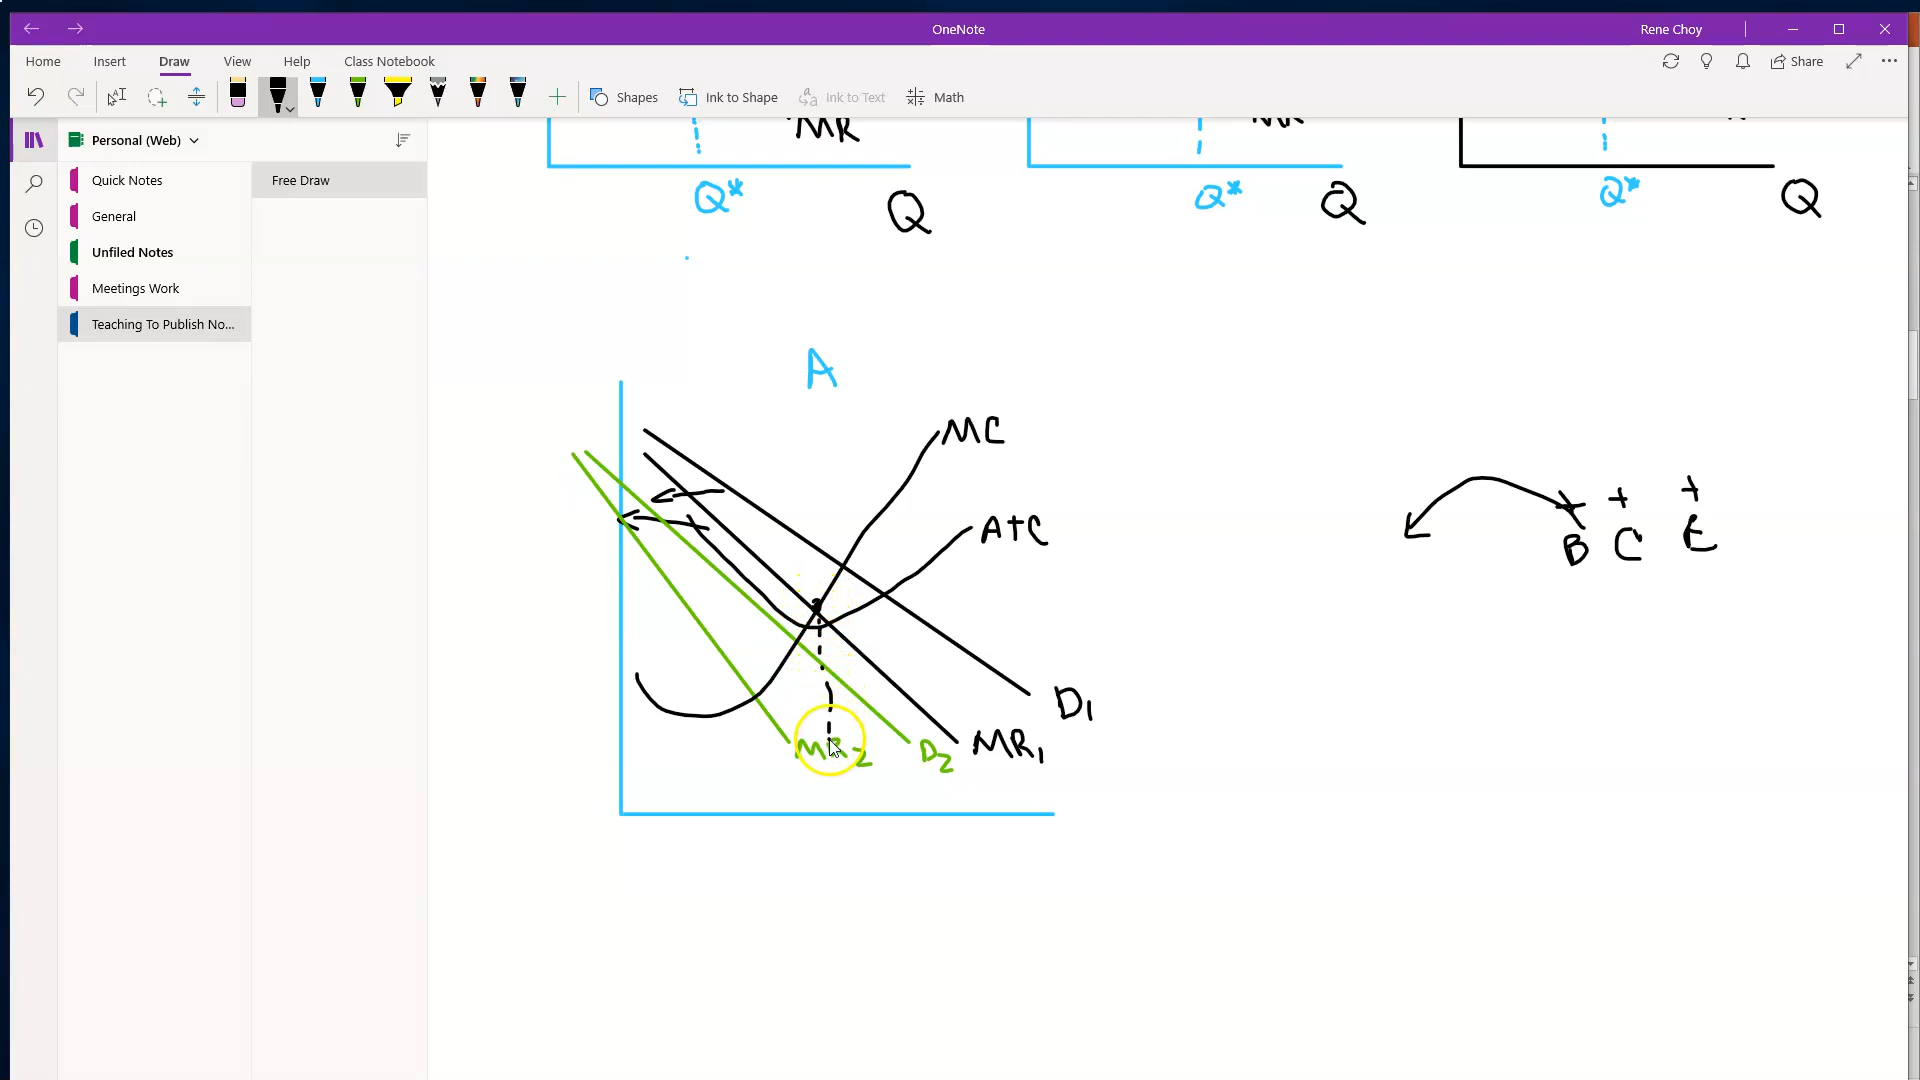 OneNote
Rene Choy
Home Insert Draw View Help Class Notebook
Share
Shapes Ink to Shape Ink to Text Math
Personal (Web)
Quick Notes
General
Unfiled Notes
Meetings Work
Teaching To Publish No...
Free Draw
MR
MR
Q* Q
Q* Q
Q* Q
A
MC
ATC
D1
MR1
MR2
D2
+ +
B C E